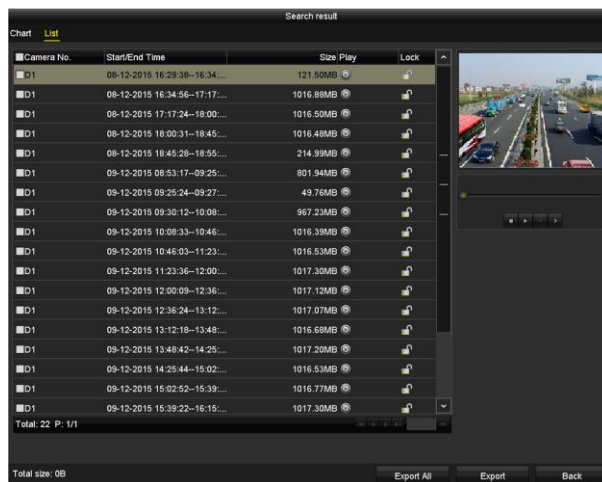 Search result
Chart List
Camera No. Start/End Time Size Play Lock
D1 08-12-2015 16:29:38--16:34:... 121.50MB
D1 08-12-2015 16:34:56--17:17:... 1016.88MB
D1 08-12-2015 17:17:24--18:00:... 1016.50MB
D1 08-12-2015 18:00:31--18:45:... 1016.48MB
D1 08-12-2015 18:45:28--18:55:... 214.99MB
D1 09-12-2015 08:53:17--09:25:... 801.94MB
D1 09-12-2015 09:25:24--09:27:... 49.76MB
D1 09-12-2015 09:30:12--10:08:... 967.23MB
D1 09-12-2015 10:08:33--10:46:... 1016.39MB
D1 09-12-2015 10:46:03--11:23:... 1016.53MB
D1 09-12-2015 11:23:36--12:00:... 1017.30MB
D1 09-12-2015 12:00:09--12:36:... 1017.12MB
D1 09-12-2015 12:36:24--13:12:... 1017.07MB
D1 09-12-2015 13:12:18--13:48:... 1016.68MB
D1 09-12-2015 13:48:42--14:25:... 1017.20MB
D1 09-12-2015 14:25:44--15:02:... 1016.53MB
D1 09-12-2015 15:02:52--15:39:... 1016.77MB
D1 09-12-2015 15:39:22--16:15:... 1017.30MB
Total: 22 P: 1/1
Total size: 0B Export All Export Back